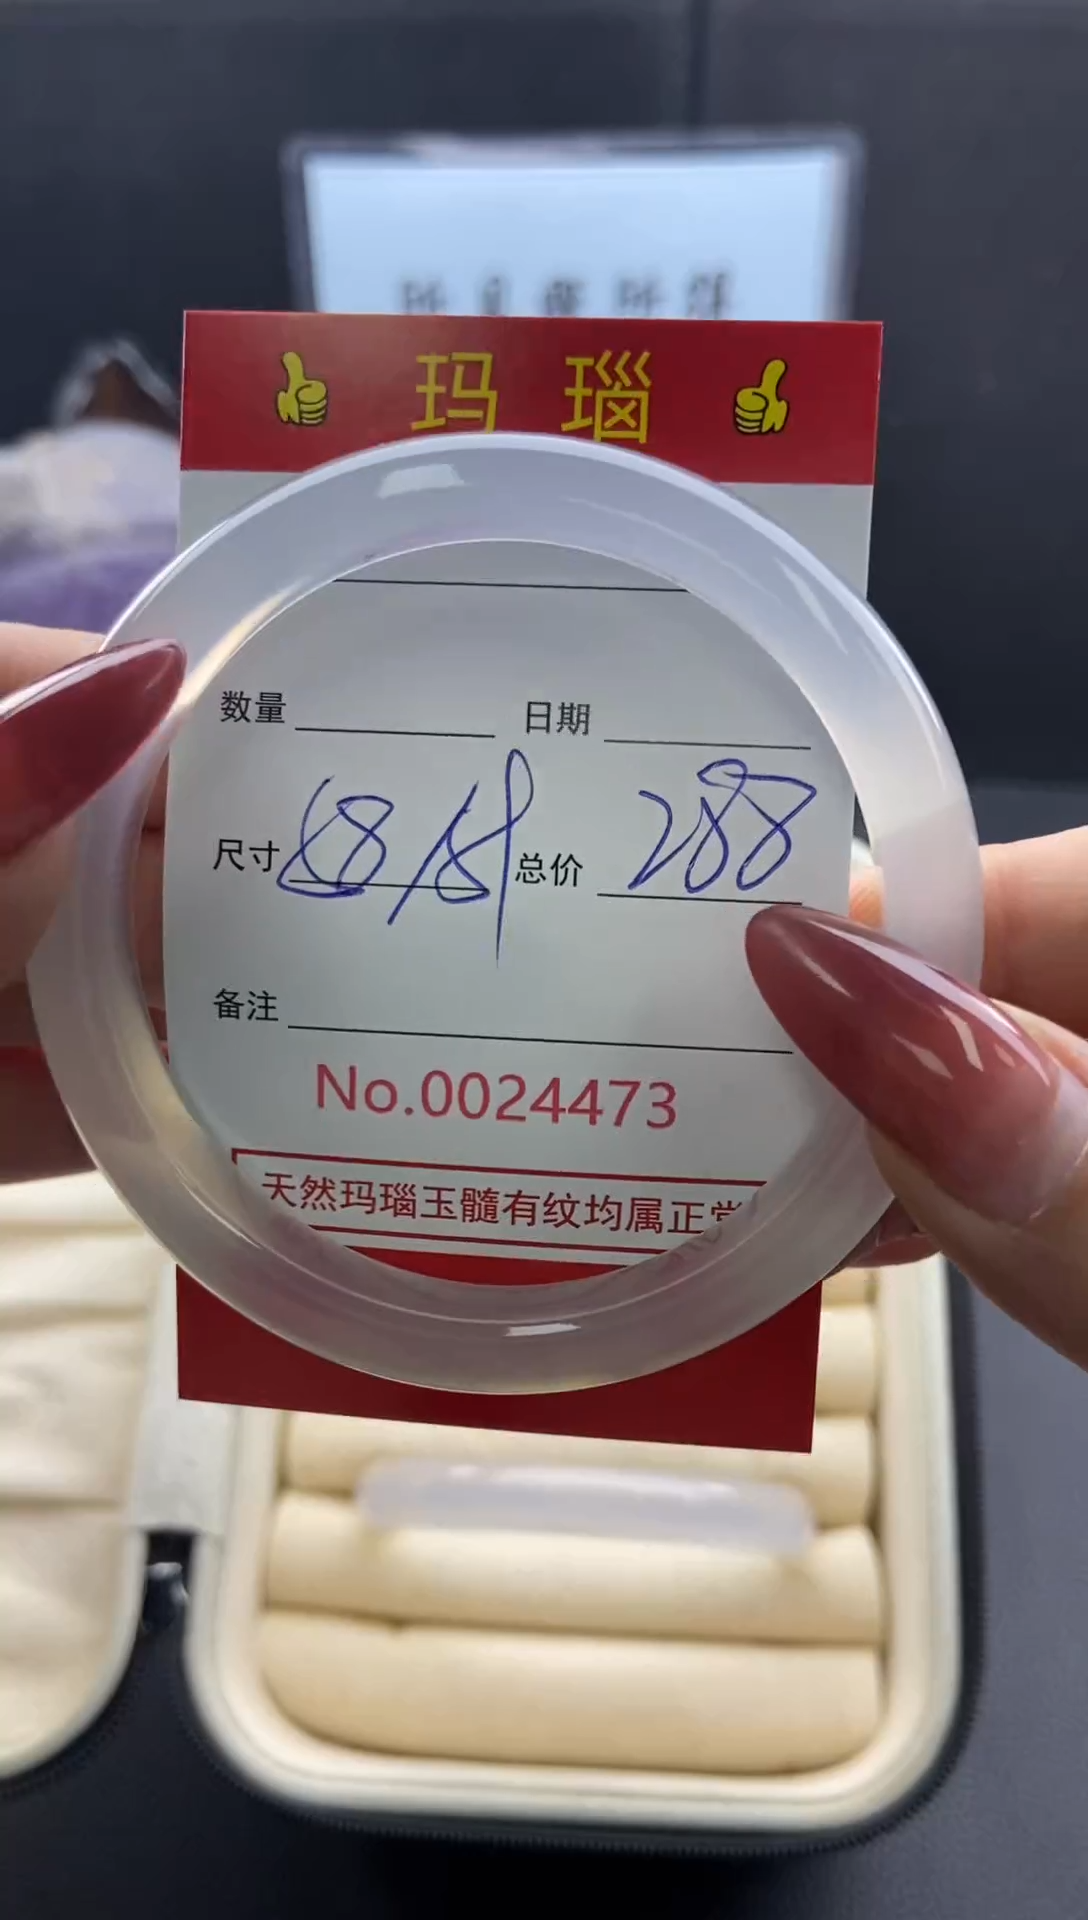 玛瑙
数量 日期
尺寸 总价 288
备注
No.0024473
天然玛瑙玉髓有纹均属正常